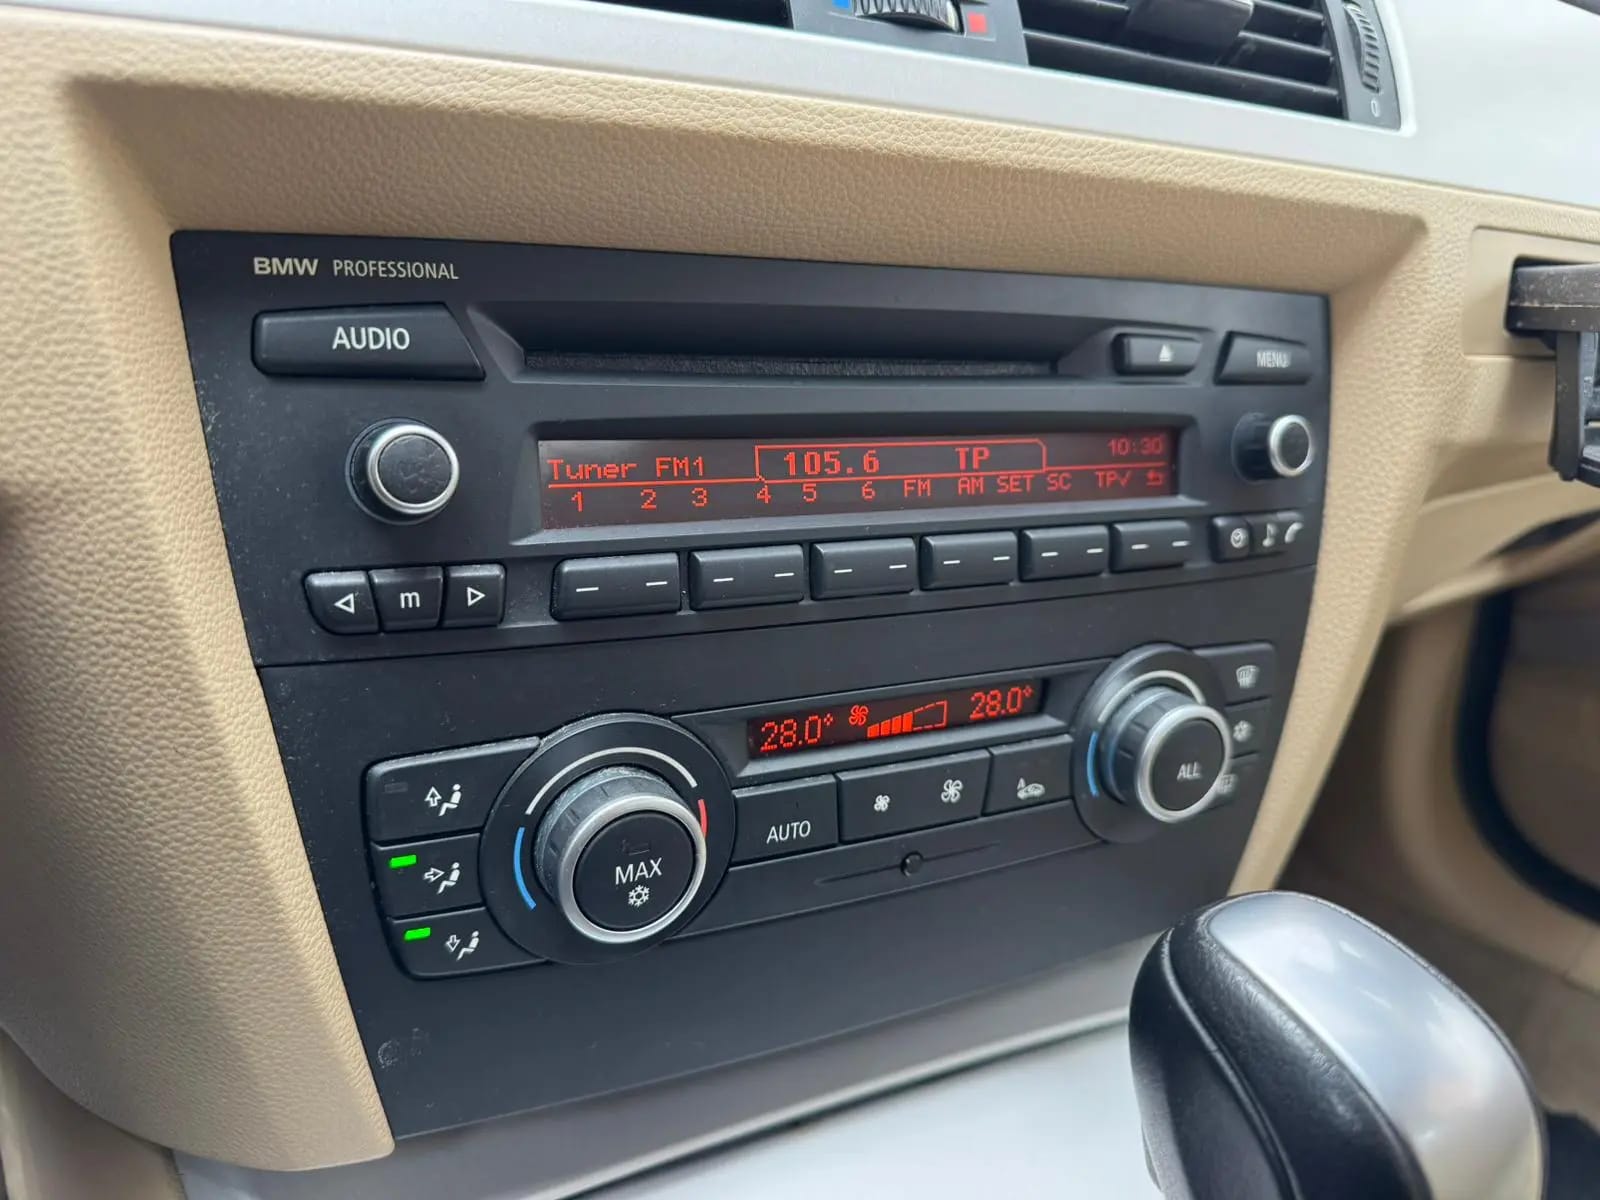 BMW PROFESSIONAL
AUDIO
MENU
Tuner FM1 105.6 TP 10:30
1 2 3 4 5 6 FM AM SET SC TP√
m
28.0° 28.0°
AUTO
MAX
ALL
A
0